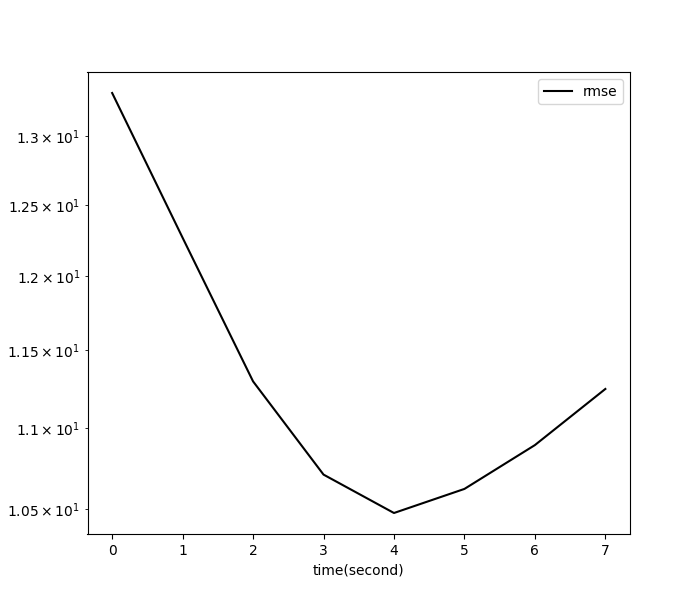 rmse
1.3 × 10¹
1.25 × 10¹
1.2 × 10¹
1.15 × 10¹
1.1 × 10¹
1.05 × 10¹
0 1 2 3 4 5 6 7
time(second)